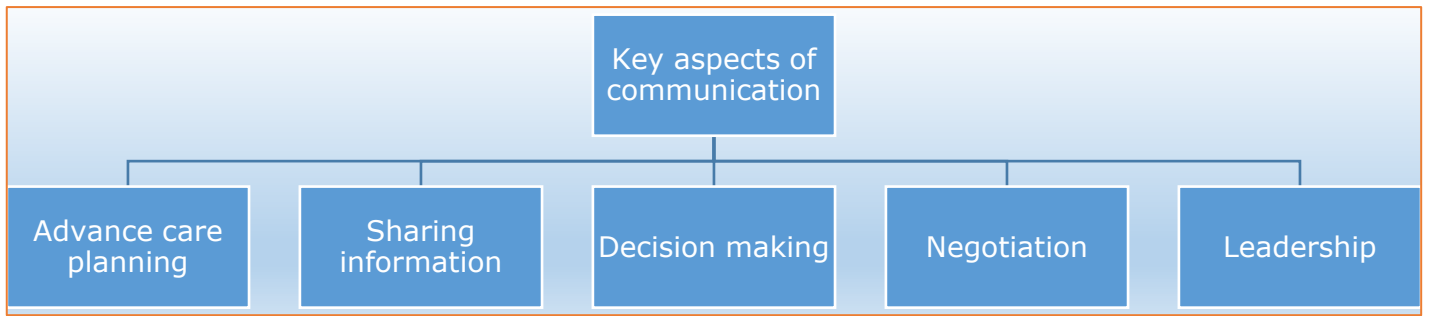 Key aspects of
communication
Advance care
planning
Sharing
information
Decision making
Negotiation
Leadership